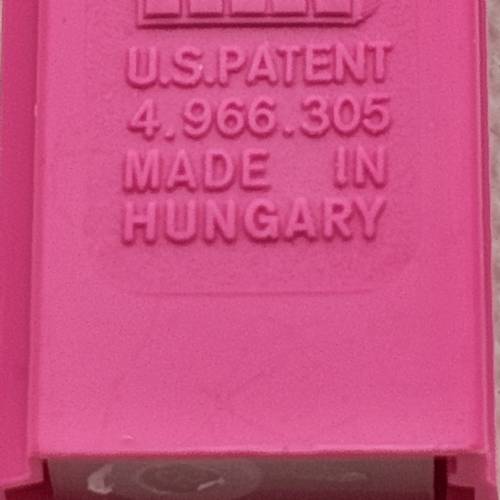 U.S.PATENT
4.966.305
MADE IN
HUNGARY